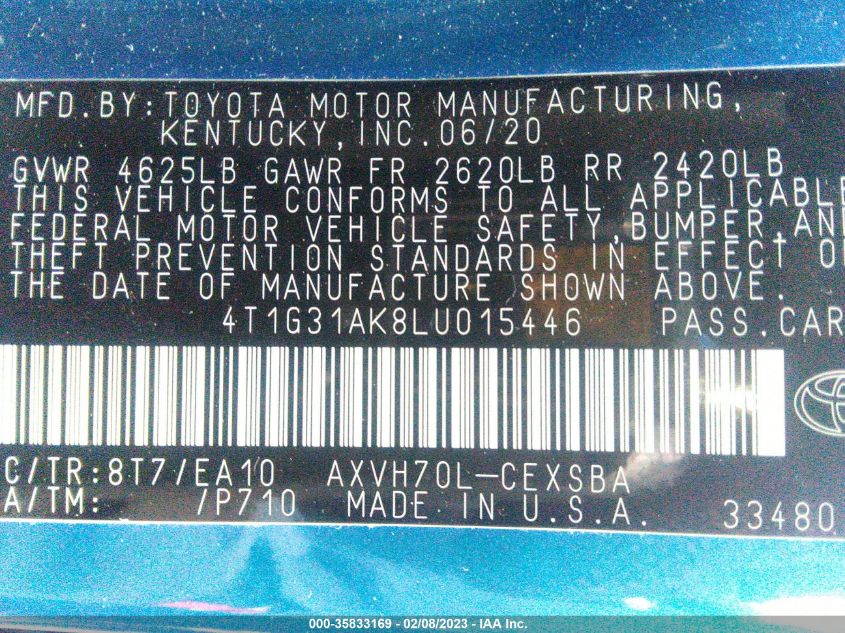 MFD.BY:TOYOTA MOTOR MANUFACTURING,
KENTUCKY,INC.06/20
GVWR 4625LB GAWR FR 2620LB RR 2420LB
THIS VEHICLE CONFORMS TO ALL APPLICABLE
FEDERAL MOTOR VEHICLE SAFETY,BUMPER,AND
THEFT PREVENTION STANDARDS IN EFFECT O
THE DATE OF MANUFACTURE SHOWN ABOVE.
4T1G31AK8LU015446 PASS.CAR
C/TR:8T7/EA10 AXVH70L-CEXSBA
A/TM: /P710 MADE IN U.S.A. 33480
000-35833169 - 02/08/2023 - IAA Inc.